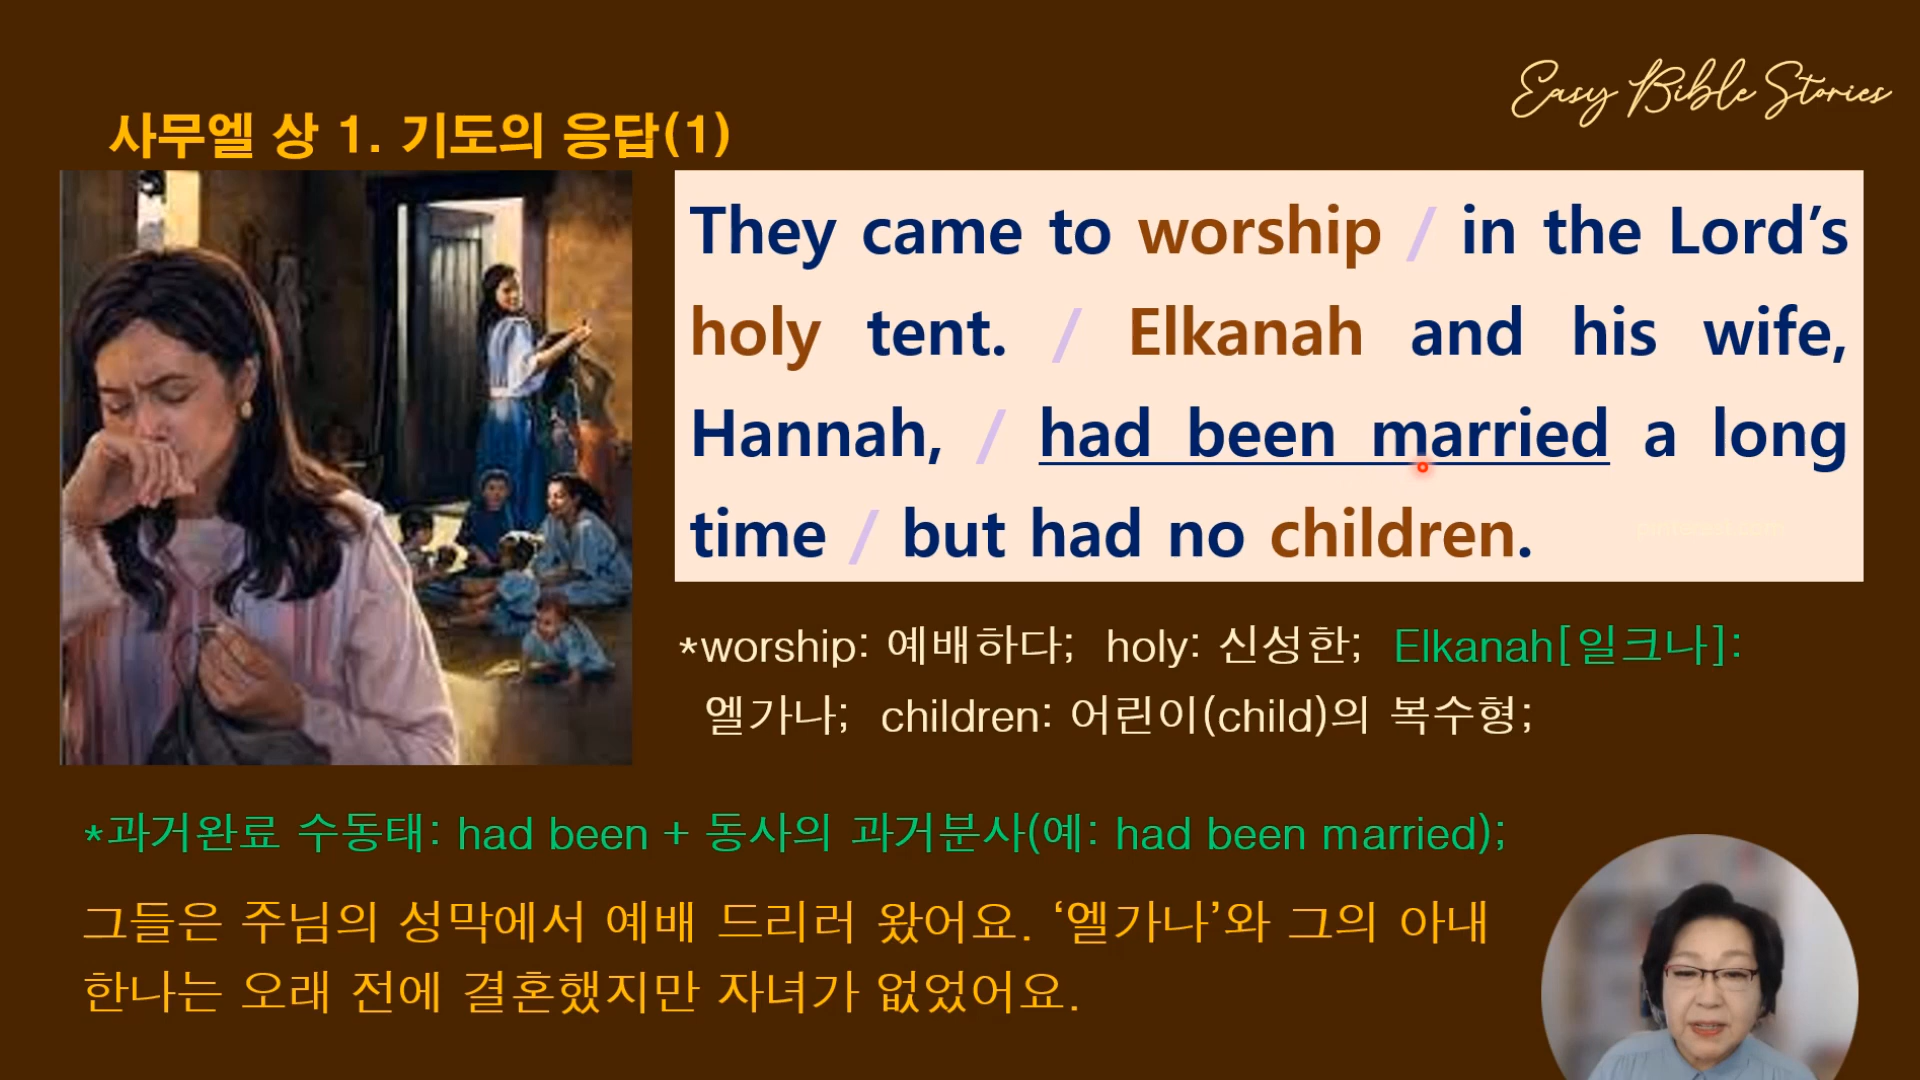 Easy Bible Stories
사무엘 상 1. 기도의 응답(1)
They came to worship / in the Lord’s
holy tent. / Elkanah and his wife,
Hannah, / had been married a long
time / but had no children.
*worship: 예배하다; holy: 신성한; Elkanah[일크나]:
엘가나; children: 어린이(child)의 복수형;
*과거완료 수동태: had been + 동사의 과거분사(예: had been married);
그들은 주님의 성막에서 예배 드리러 왔어요. ‘엘가나’와 그의 아내
한나는 오래 전에 결혼했지만 자녀가 없었어요.